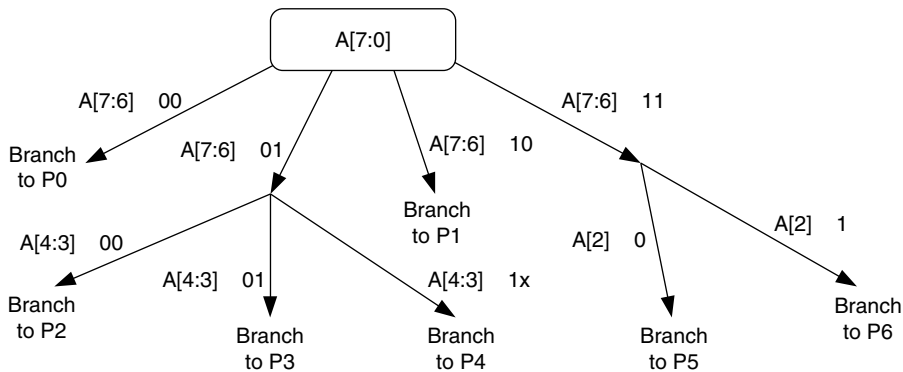 A[7:0]
A[7:6] 00
A[7:6] 11
Branch
to P0
A[7:6] 01
A[7:6] 10
Branch
to P1
A[4:3] 00
A[2] 0
A[2] 1
A[4:3] 01
A[4:3] 1x
Branch
to P2
Branch
to P3
Branch
to P4
Branch
to P5
Branch
to P6